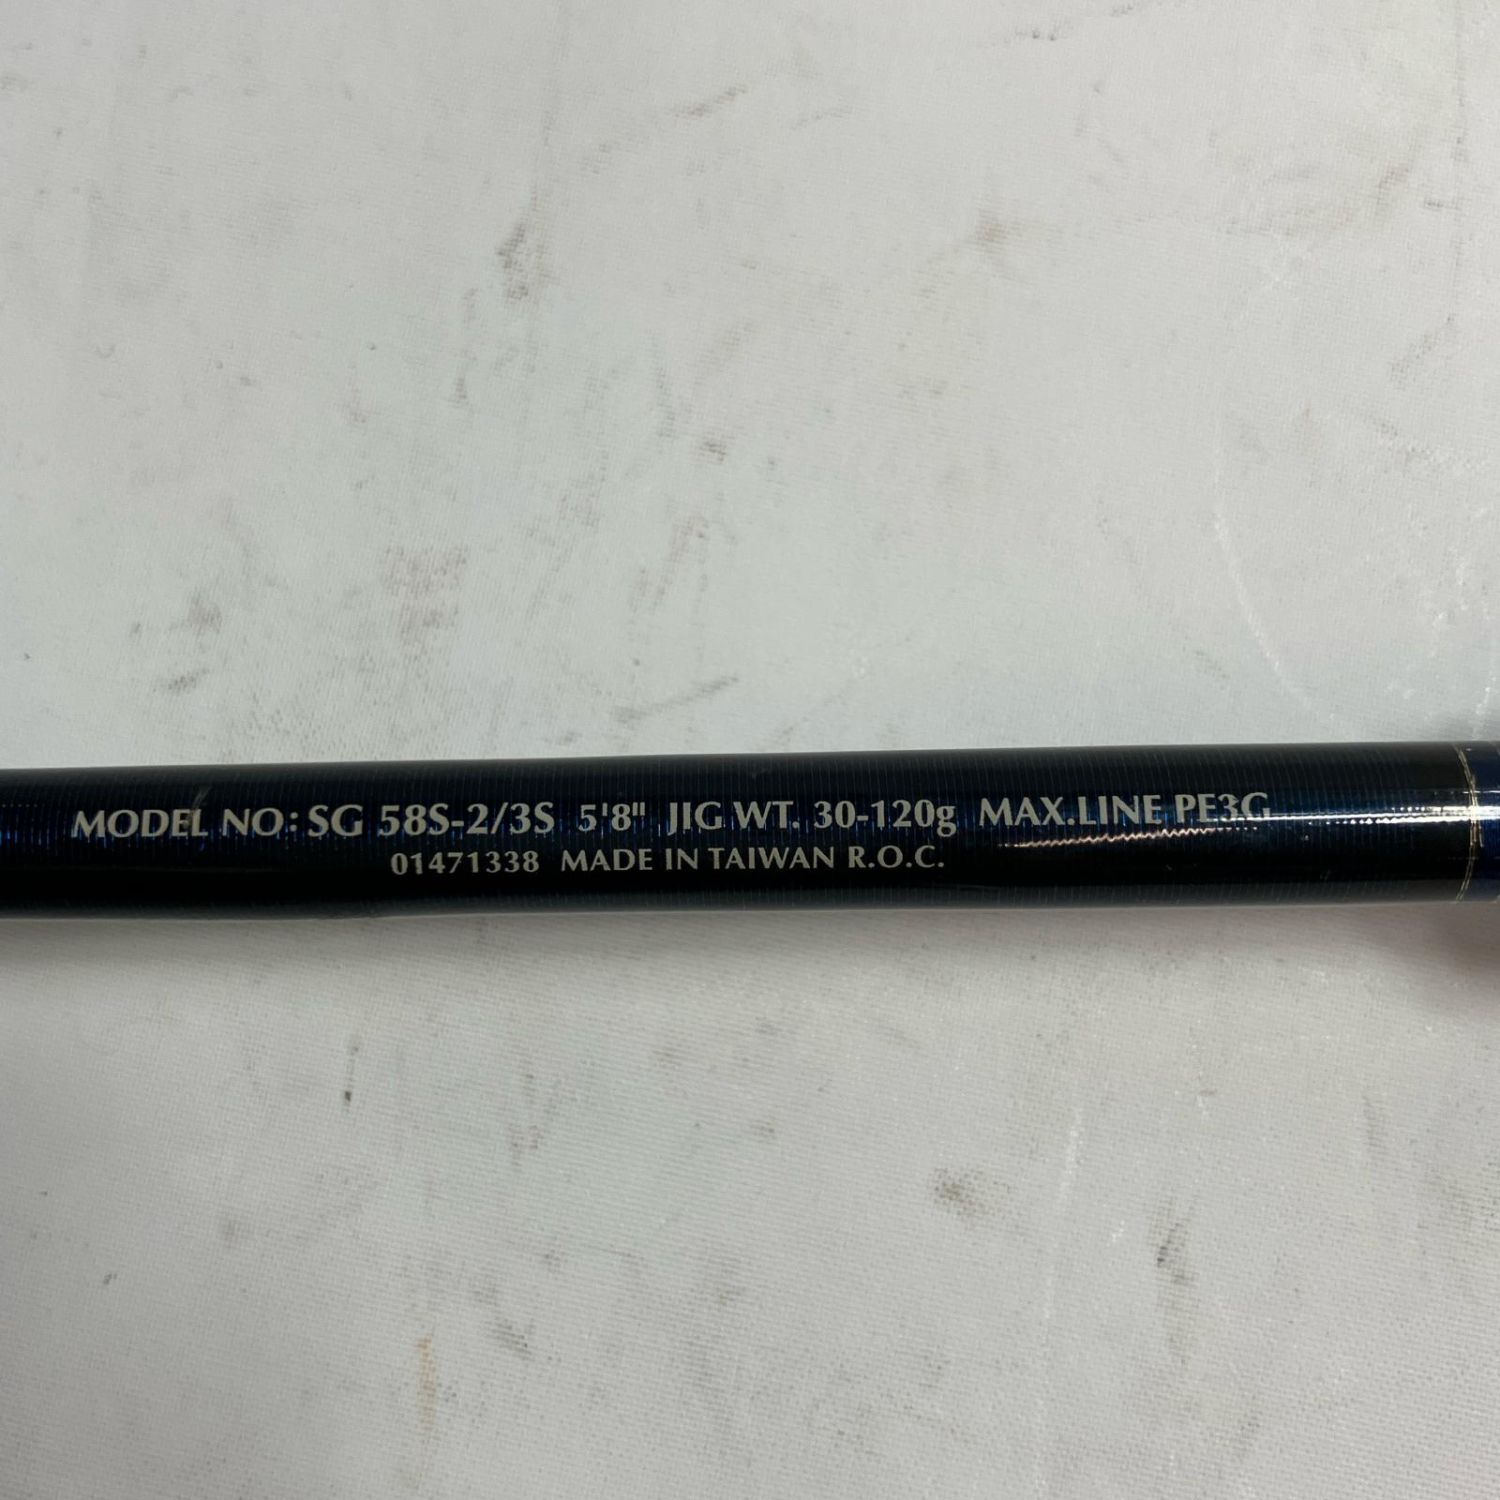 MODEL NO: SG 58S-2/3S 5'8" JIG WT. 30-120g MAX.LINE PE3G
01471338 MADE IN TAIWAN R.O.C.